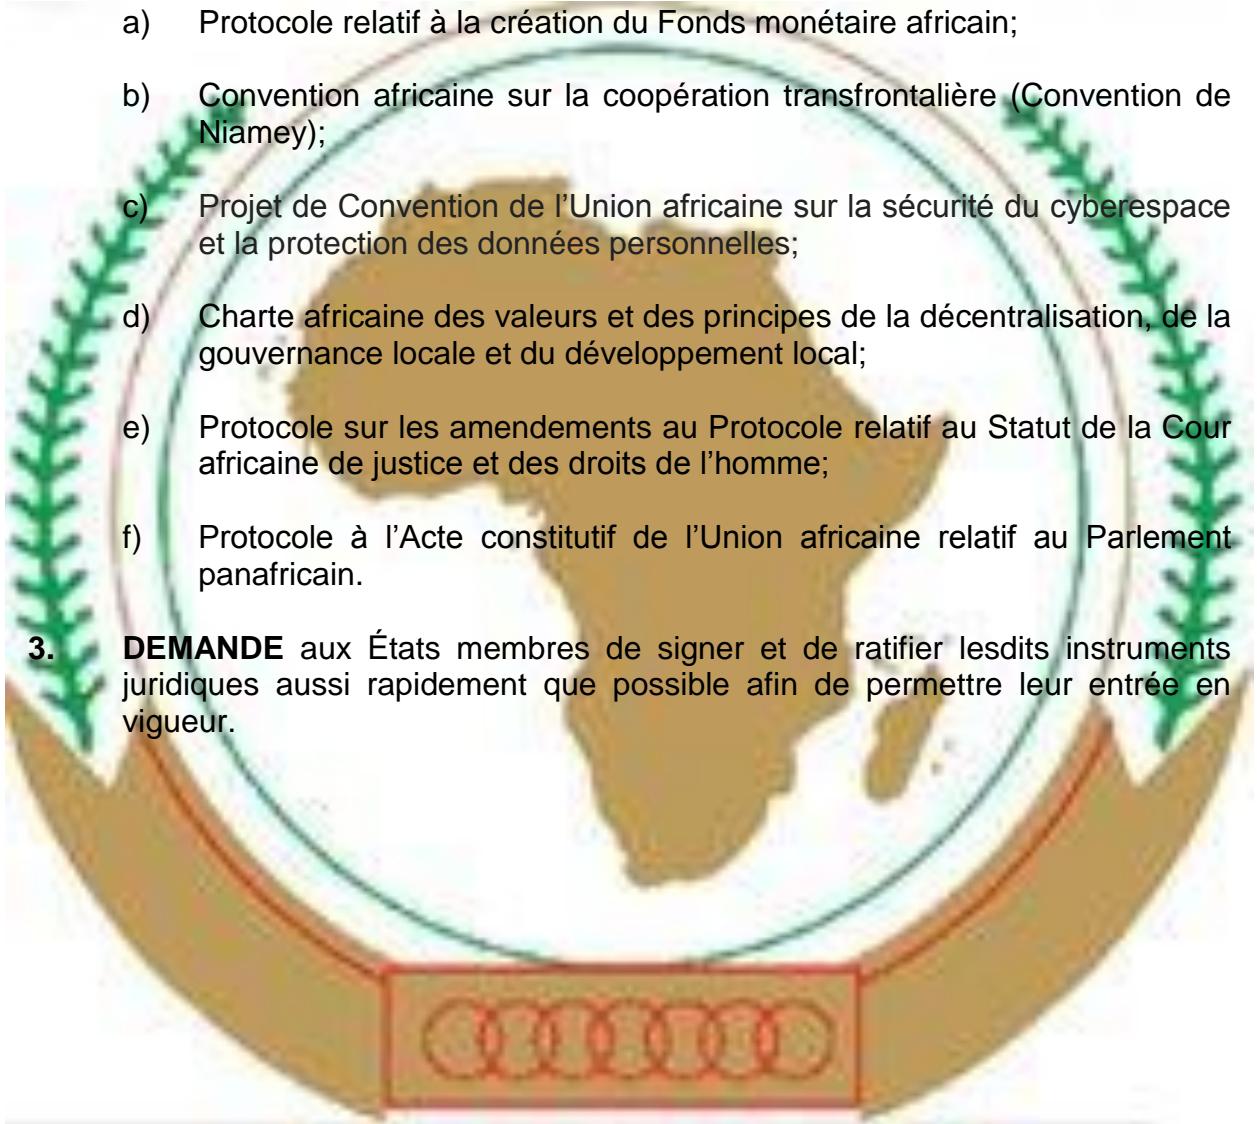 a) Protocole relatif à la création du Fonds monétaire africain;
b) Convention africaine sur la coopération transfrontalière (Convention de
Niamey);
c) Projet de Convention de l’Union africaine sur la sécurité du cyberespace
et la protection des données personnelles;
d) Charte africaine des valeurs et des principes de la décentralisation, de la
gouvernance locale et du développement local;
e) Protocole sur les amendements au Protocole relatif au Statut de la Cour
africaine de justice et des droits de l’homme;
f) Protocole à l’Acte constitutif de l’Union africaine relatif au Parlement
panafricain.
3. DEMANDE aux États membres de signer et de ratifier lesdits instruments
juridiques aussi rapidement que possible afin de permettre leur entrée en
vigueur.